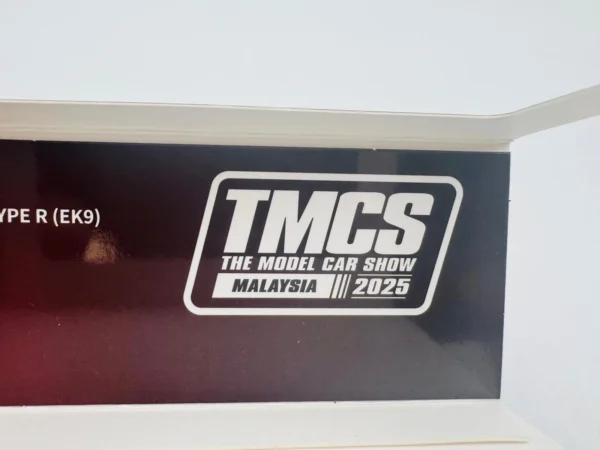 YPE R (EK9)
TMCS
THE MODEL CAR SHOW
MALAYSIA 2025